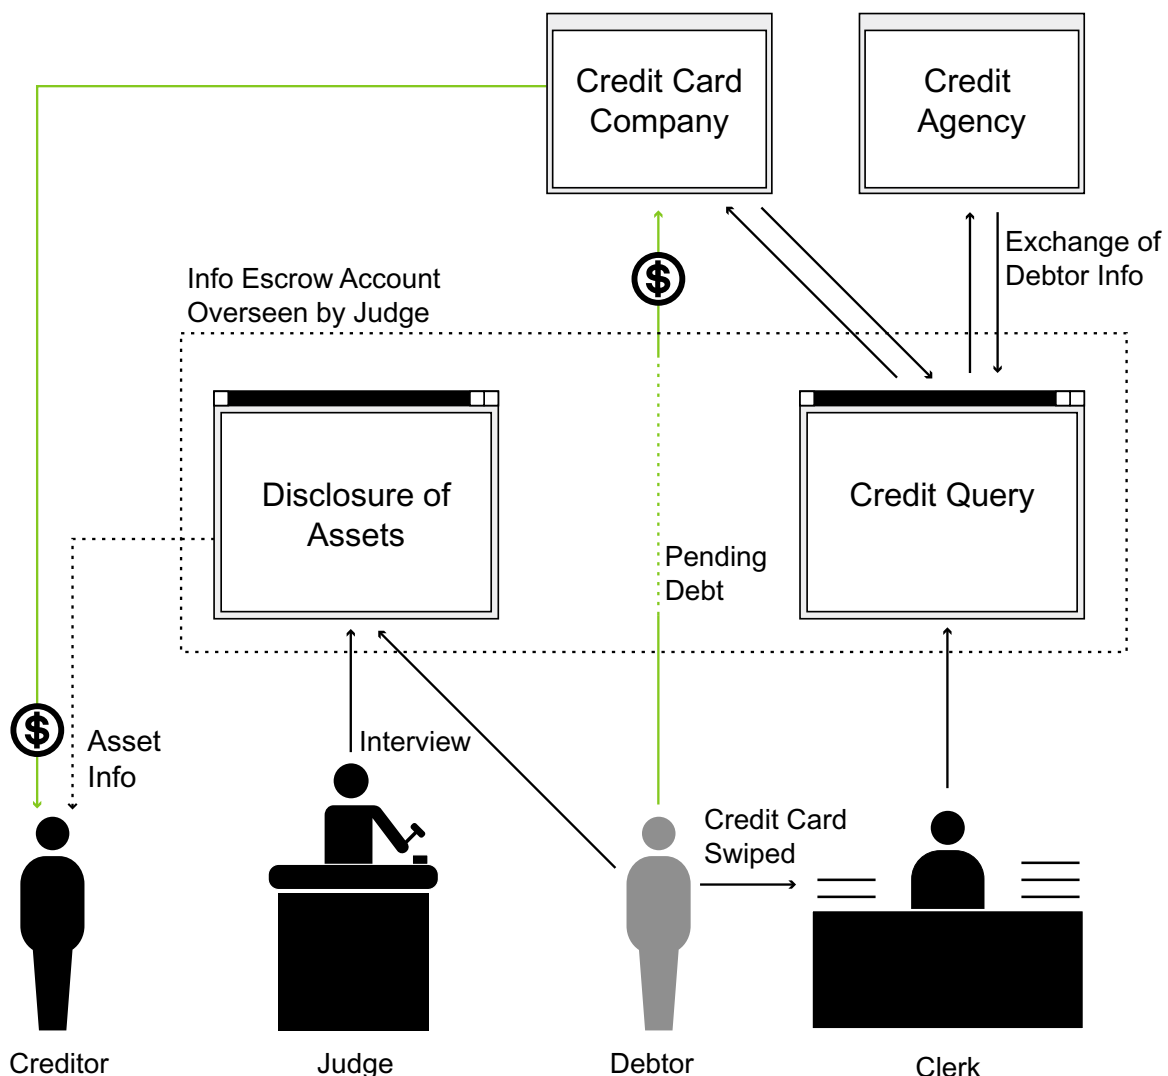 Credit Card
Company
Credit
Agency
Exchange of
Debtor Info
Info Escrow Account
Overseen by Judge
$
Disclosure of
Assets
Credit Query
Pending
Debt
$
Asset
Info
Interview
Credit Card
Swiped
Creditor
Judge
Debtor
Clerk